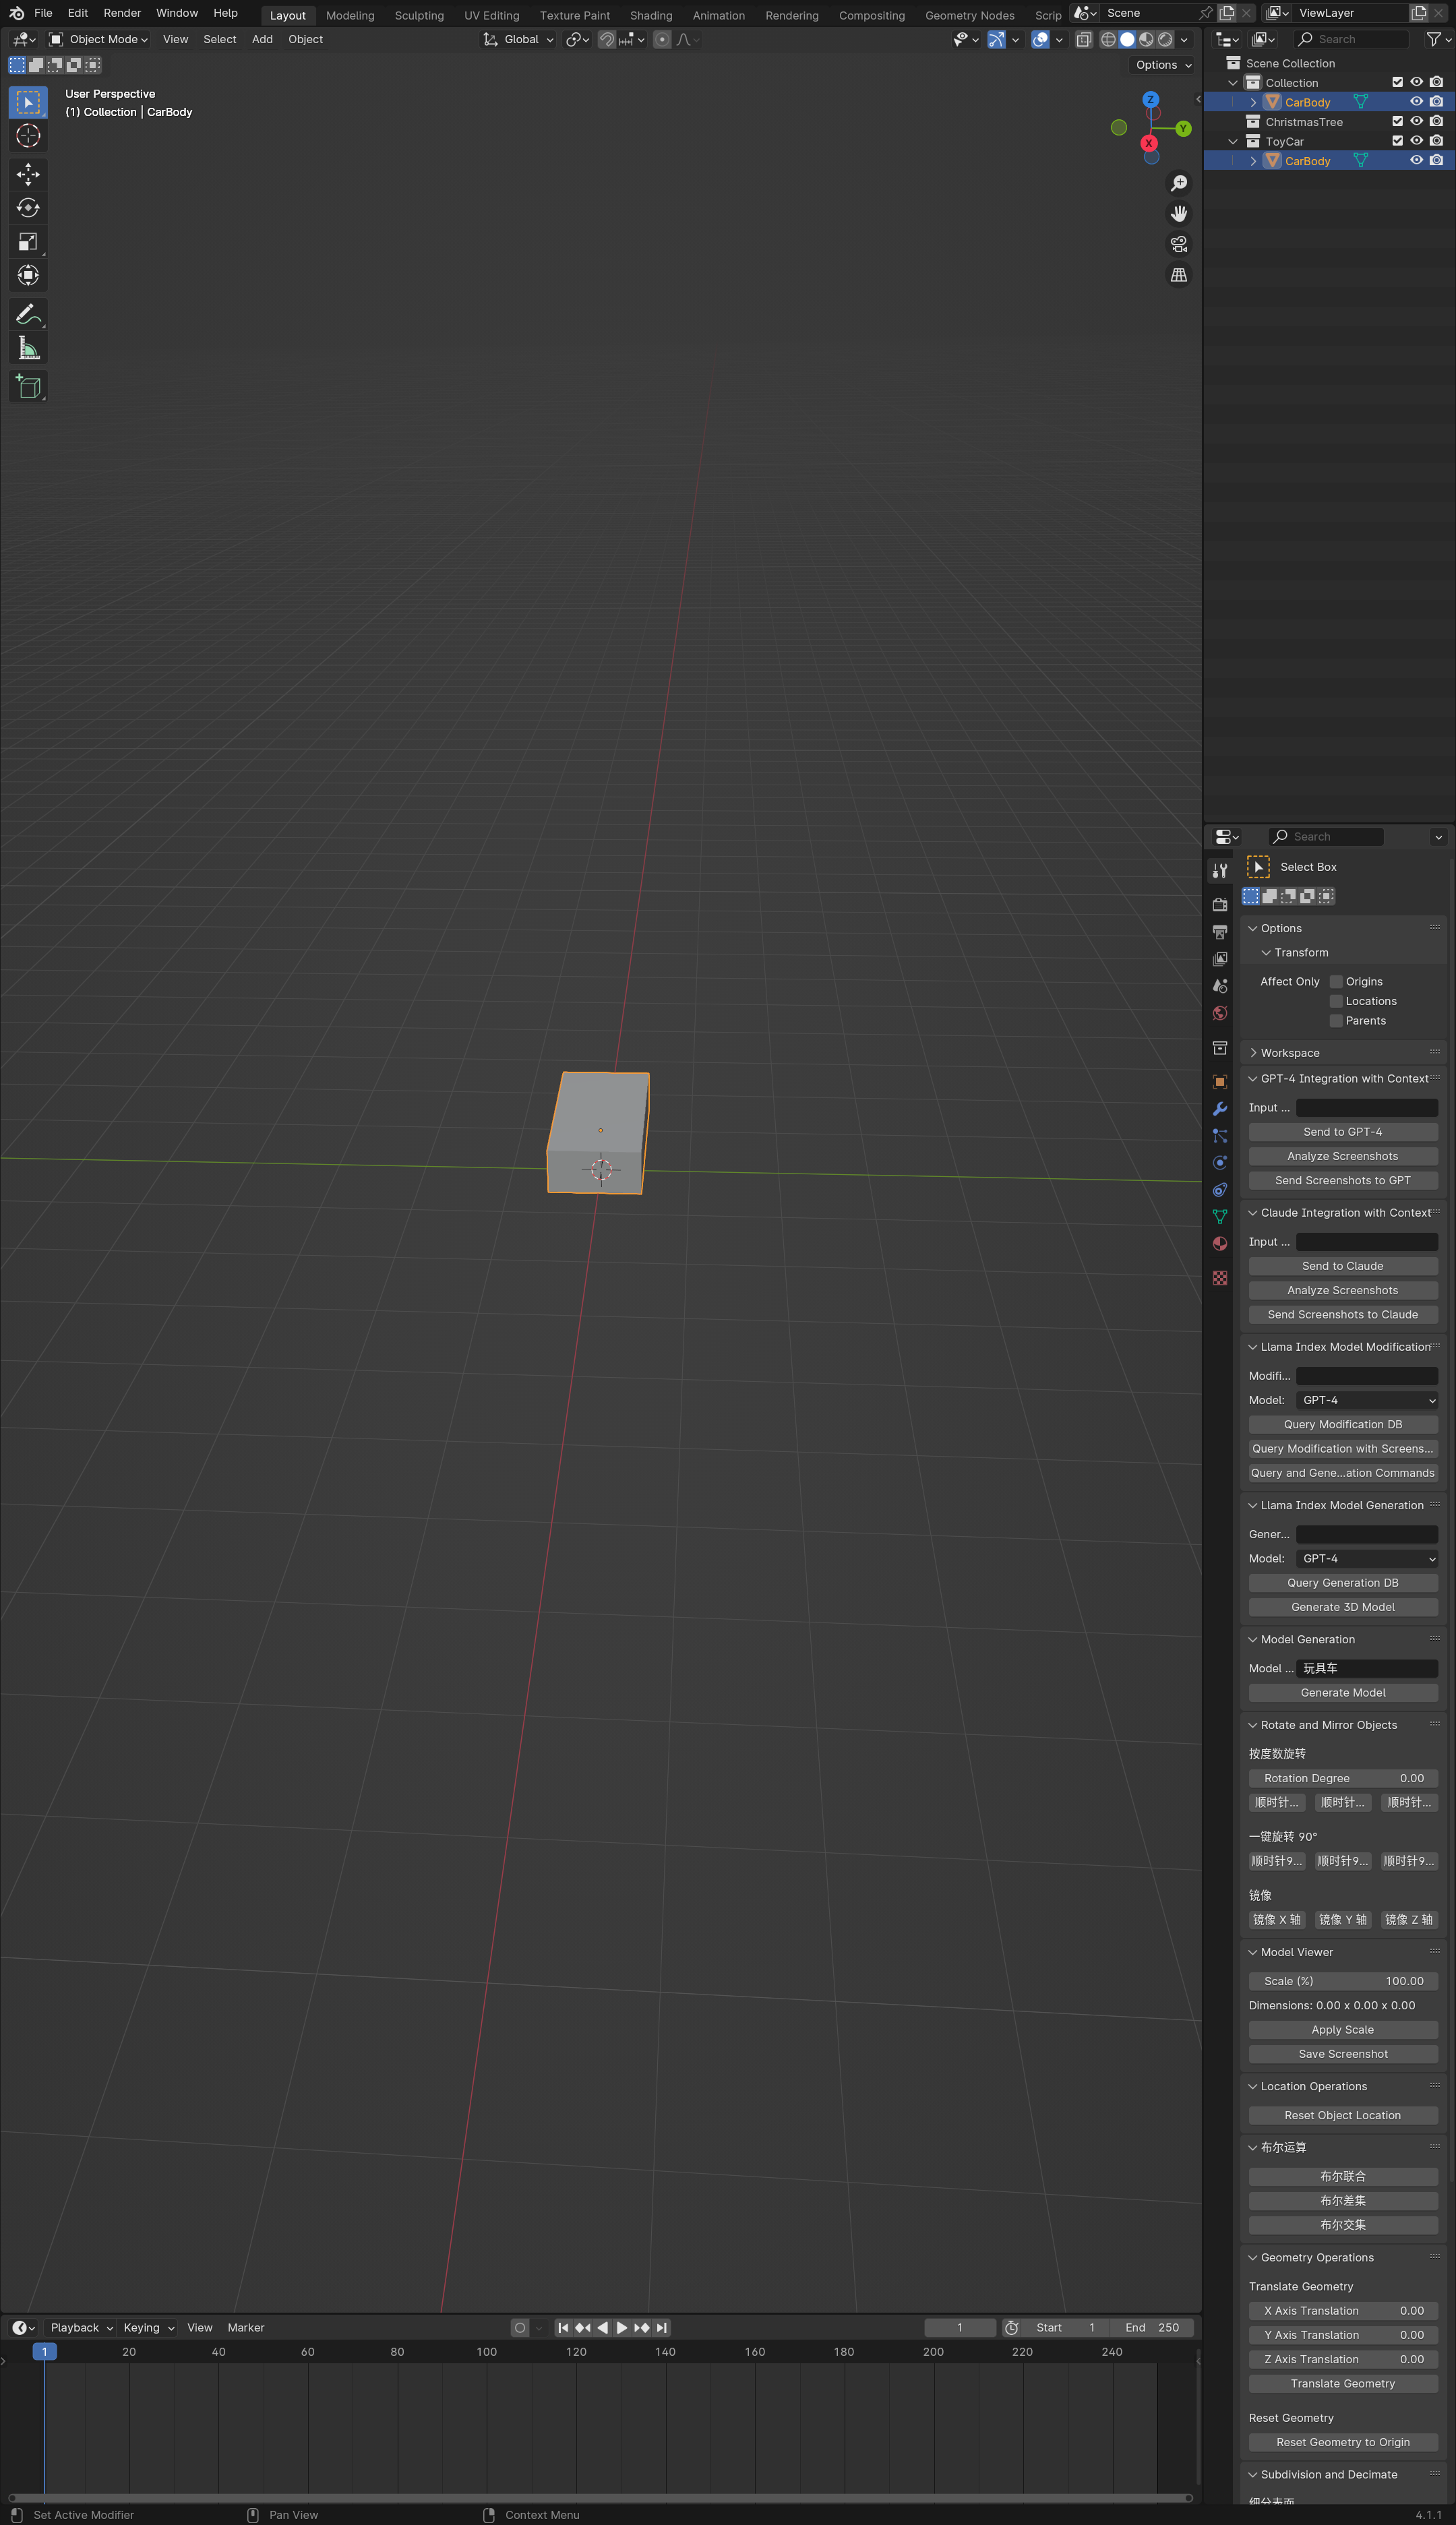 File Edit Render Window Help Layout Modeling Sculpting UV Editing Texture Paint Shading Animation Rendering Compositing Geometry Nodes Scrip Scene ViewLayer
Object Mode View Select Add Object Global
Options
User Perspective
(1) Collection | CarBody
Z
Y
X
Search
Scene Collection
Collection
CarBody
ChristmasTree
ToyCar
CarBody
Search
Select Box
Options
Transform
Affect Only Origins
Locations
Parents
Workspace
GPT-4 Integration with Context
Input ...
Send to GPT-4
Analyze Screenshots
Send Screenshots to GPT
Claude Integration with Context
Input ...
Send to Claude
Analyze Screenshots
Send Screenshots to Claude
Llama Index Model Modification
Modifi...
Model: GPT-4
Query Modification DB
Query Modification with Screens...
Query and Gene...ation Commands
Llama Index Model Generation
Gener...
Model: GPT-4
Query Generation DB
Generate 3D Model
Model Generation
Model ... 玩具车
Generate Model
Rotate and Mirror Objects
按度数旋转
Rotation Degree 0.00
顺时针... 顺时针... 顺时针...
一键旋转 90°
顺时针9... 顺时针9... 顺时针9...
镜像
镜像 X 轴 镜像 Y 轴 镜像 Z 轴
Model Viewer
Scale (%) 100.00
Dimensions: 0.00 x 0.00 x 0.00
Apply Scale
Save Screenshot
Location Operations
Reset Object Location
布尔运算
布尔联合
布尔差集
布尔交集
Geometry Operations
Translate Geometry
X Axis Translation 0.00
Y Axis Translation 0.00
Z Axis Translation 0.00
Translate Geometry
Reset Geometry
Reset Geometry to Origin
Subdivision and Decimate
细分表面
Playback Keying View Marker 1 Start 1 End 250
1 20 40 60 80 100 120 140 160 180 200 220 240
Set Active Modifier Pan View Context Menu 4.1.1